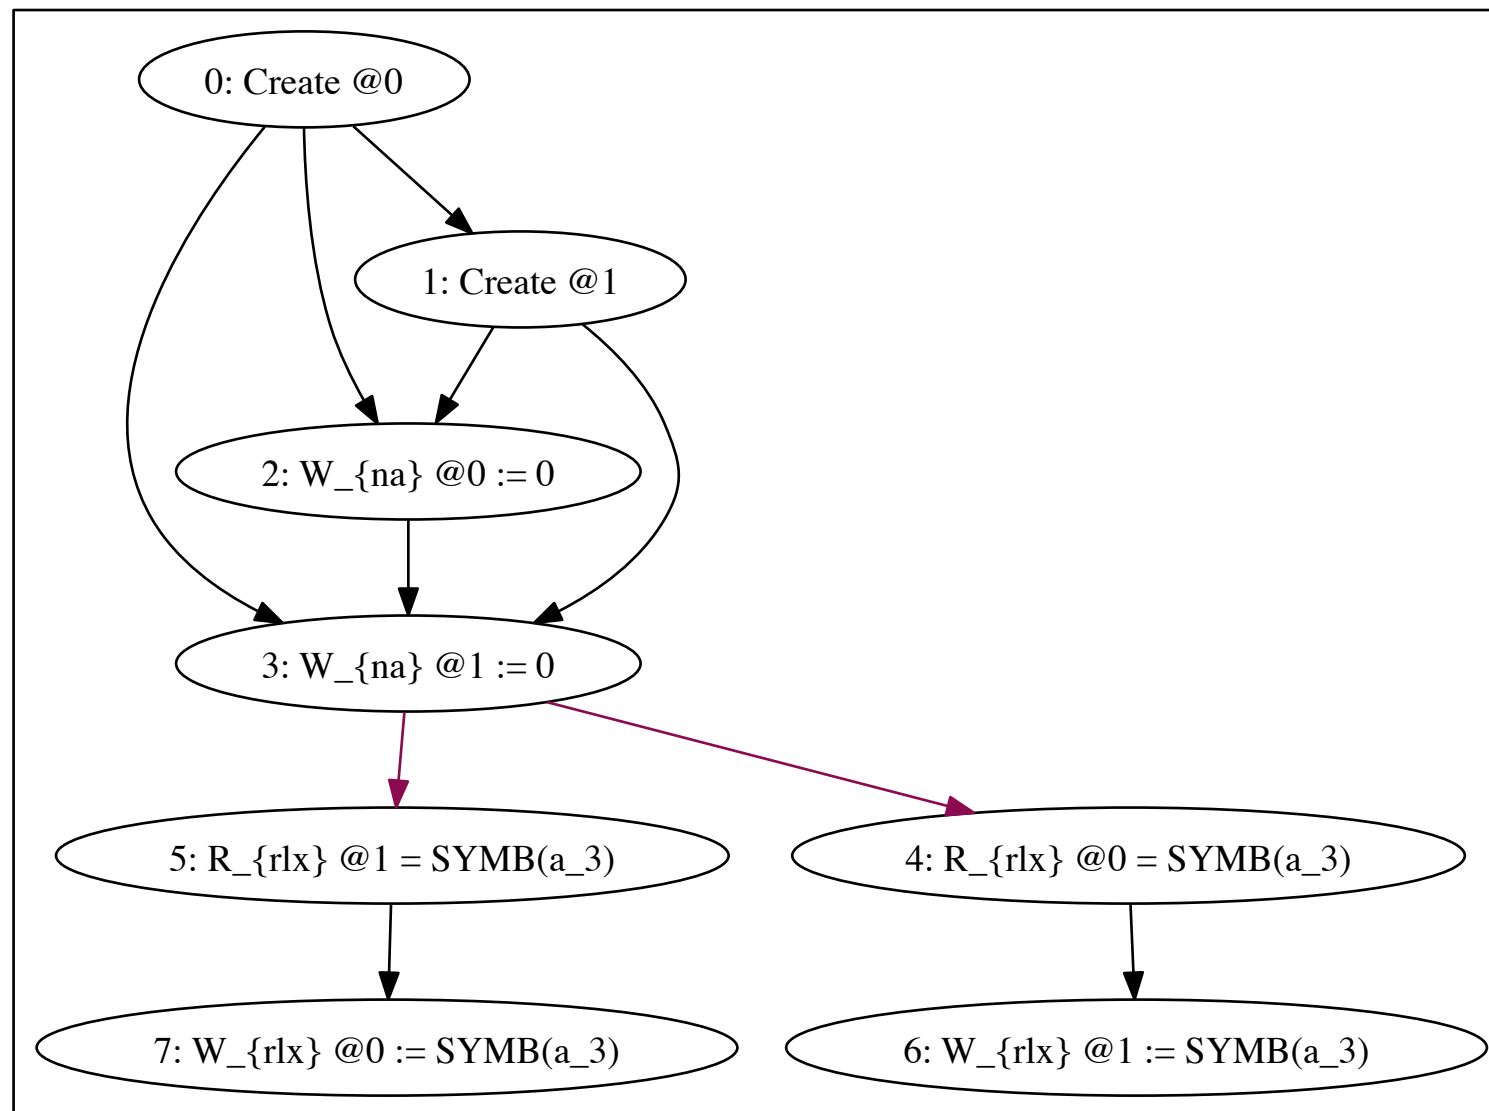 0: Create @0
1: Create @1
2: W_{na} @0 := 0
3: W_{na} @1 := 0
5: R_{rlx} @1 = SYMB(a_3)
4: R_{rlx} @0 = SYMB(a_3)
7: W_{rlx} @0 := SYMB(a_3)
6: W_{rlx} @1 := SYMB(a_3)